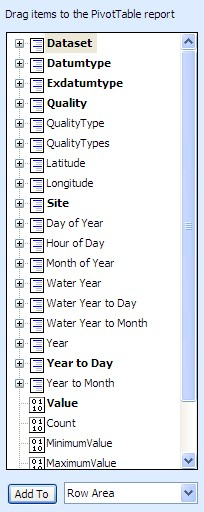 Drag items to the PivotTable report
Dataset
Datumtype
Exdatumtype
Quality
QualityType
QualityTypes
Latitude
Longitude
Site
Day of Year
Hour of Day
Month of Year
Water Year
Water Year to Day
Water Year to Month
Year
Year to Day
Year to Month
Value
Count
MinimumValue
MaximumValue
Add To
Row Area